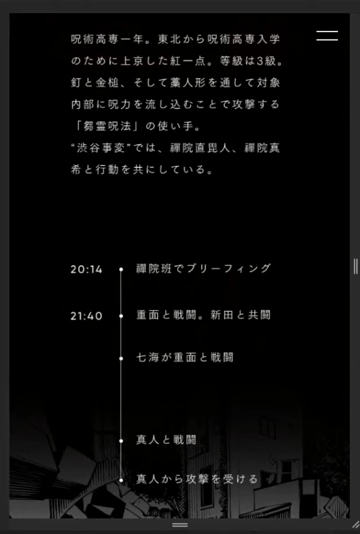 呪術高専一年。東北から呪術高専入学
のために上京した紅一点。等級は3級。
釘と金槌、そして藁人形を通して対象
内部に呪力を流し込むことで攻撃する
「芻霊呪法」の使い手。
“渋谷事変”では、禪院直毘人、禪院真
希と行動を共にしている。
20:14 禪院班でブリーフィング
21:40 重面と戦闘。新田と共闘
七海が重面と戦闘
真人と戦闘
真人から攻撃を受ける